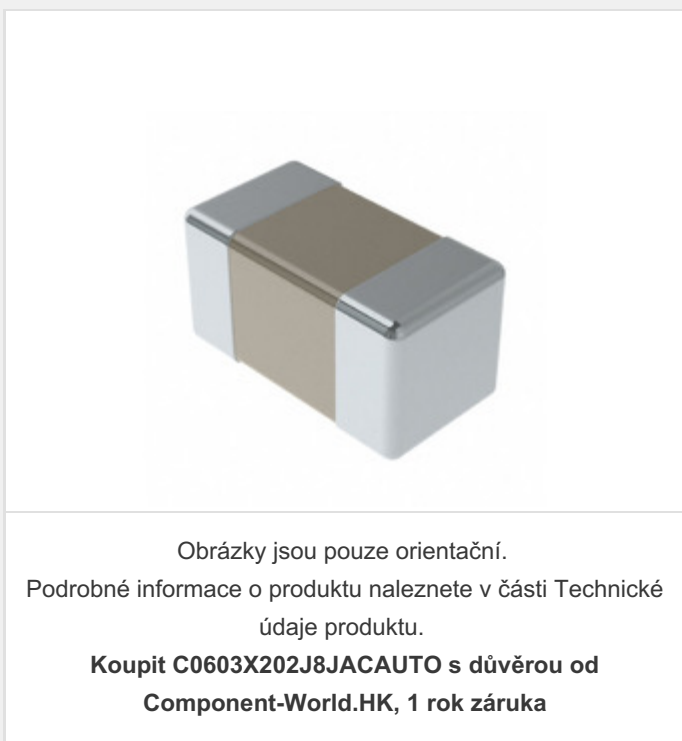 Obrázky jsou pouze orientační.
Podrobné informace o produktu naleznete v části Technické
údaje produktu.
Koupit C0603X202J8JACAUTO s důvěrou od
Component-World.HK, 1 rok záruka